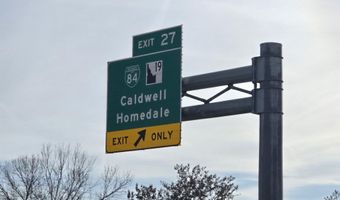 EXIT 27
84
19
Caldwell
Homedale
EXIT ONLY